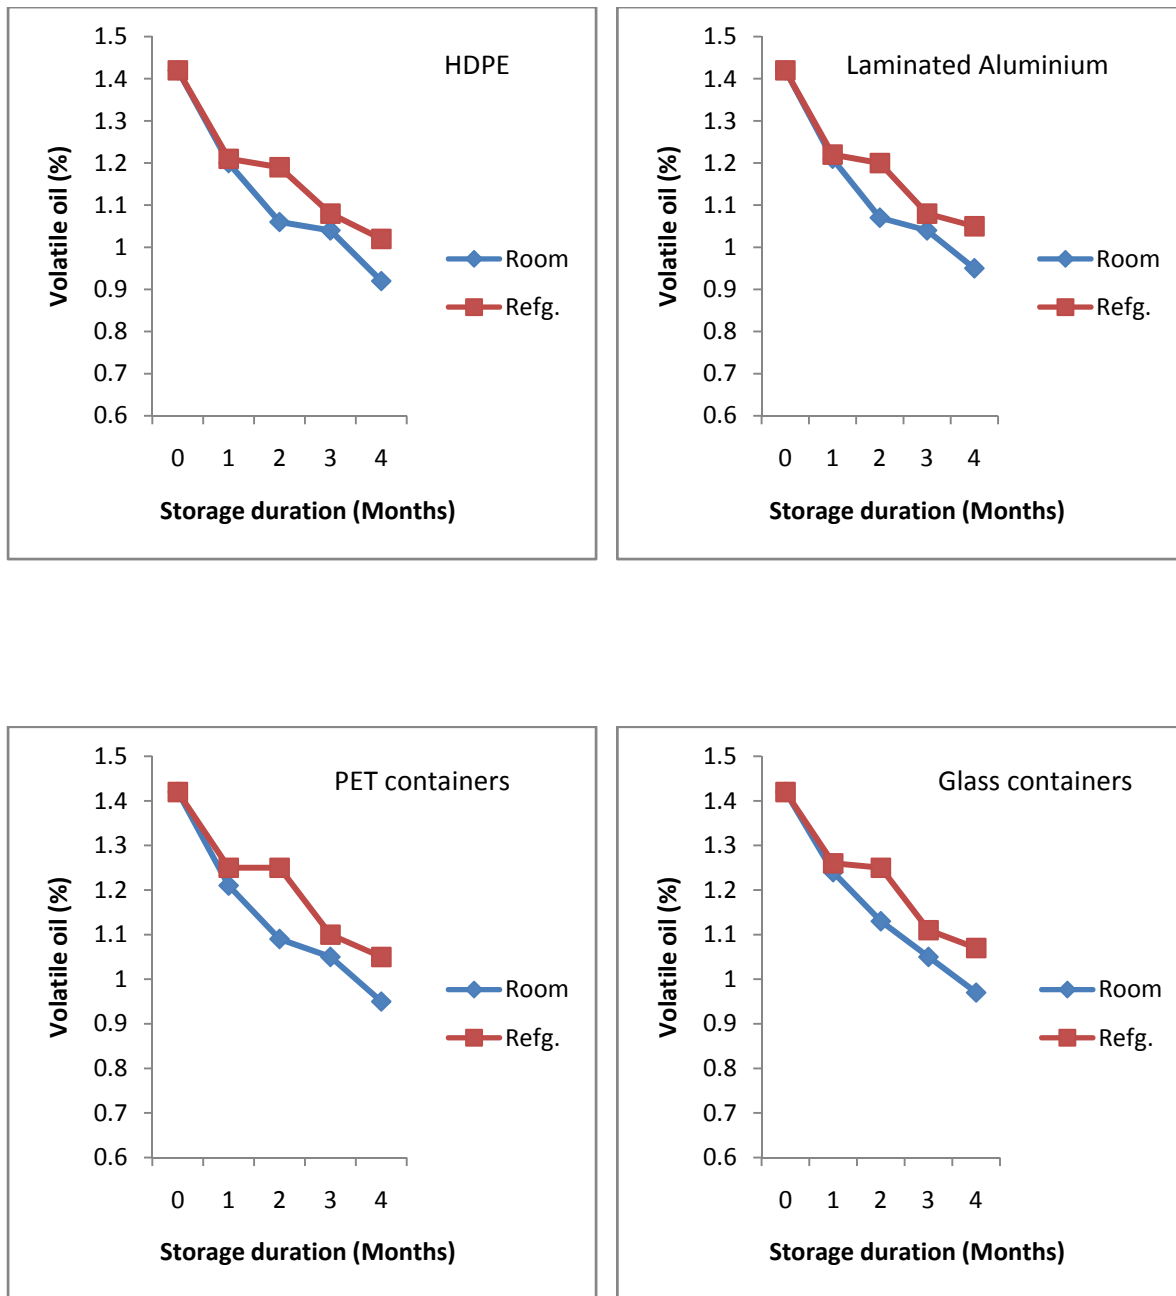 HDPE
1.5
1.4
1.3
1.2
1.1
1
0.9
0.8
0.7
0.6
Volatile oil (%)
Room
Refg.
0 1 2 3 4
Storage duration (Months)
Laminated Aluminium
1.5
1.4
1.3
1.2
1.1
1
0.9
0.8
0.7
0.6
Volatile oil (%)
Room
Refg.
0 1 2 3 4
Storage duration (Months)
PET containers
1.5
1.4
1.3
1.2
1.1
1
0.9
0.8
0.7
0.6
Volatile oil (%)
Room
Refg.
0 1 2 3 4
Storage duration (Months)
Glass containers
1.5
1.4
1.3
1.2
1.1
1
0.9
0.8
0.7
0.6
Volatile oil (%)
Room
Refg.
0 1 2 3 4
Storage duration (Months)